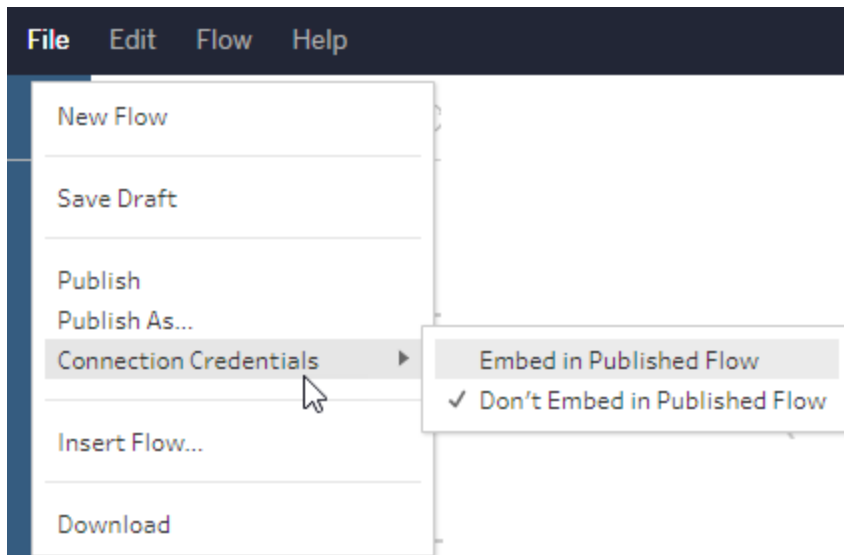 File Edit Flow Help
New Flow
Save Draft
Publish
Publish As...
Connection Credentials
Embed in Published Flow
Don't Embed in Published Flow
Insert Flow...
Download